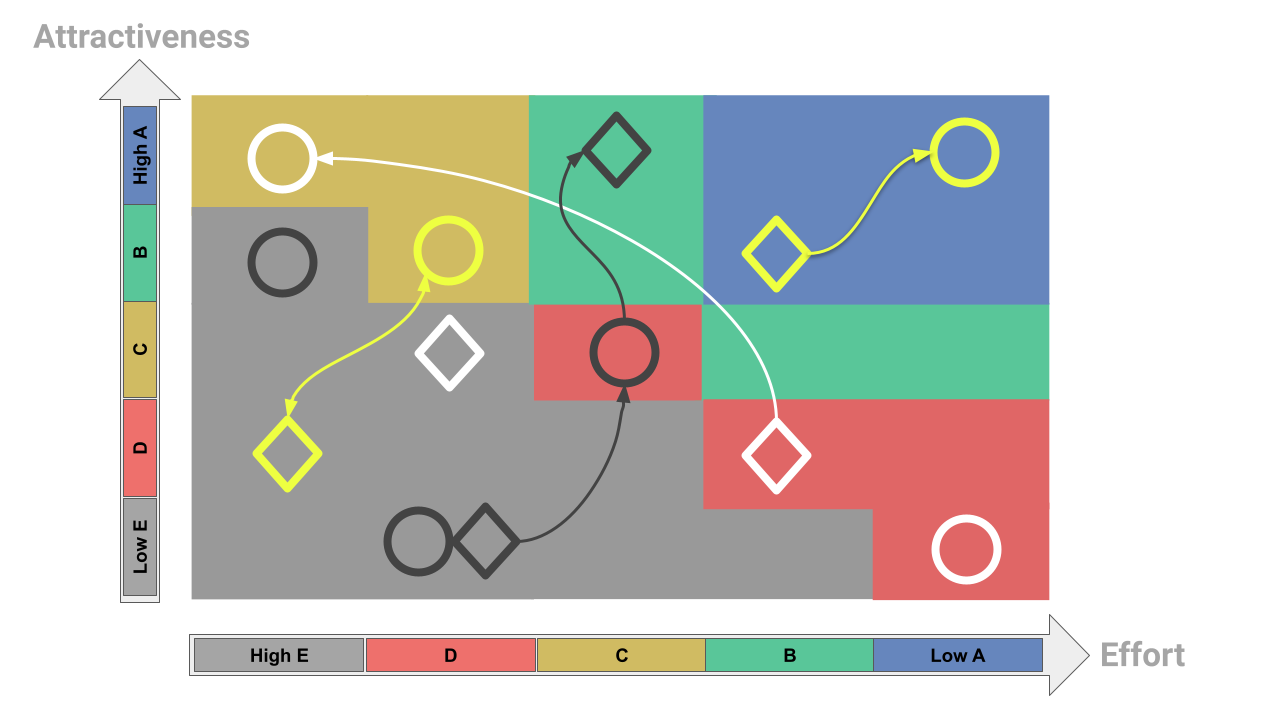 Attractiveness
High A
B
C
D
Low E
High E
D
C
B
Low A
Effort